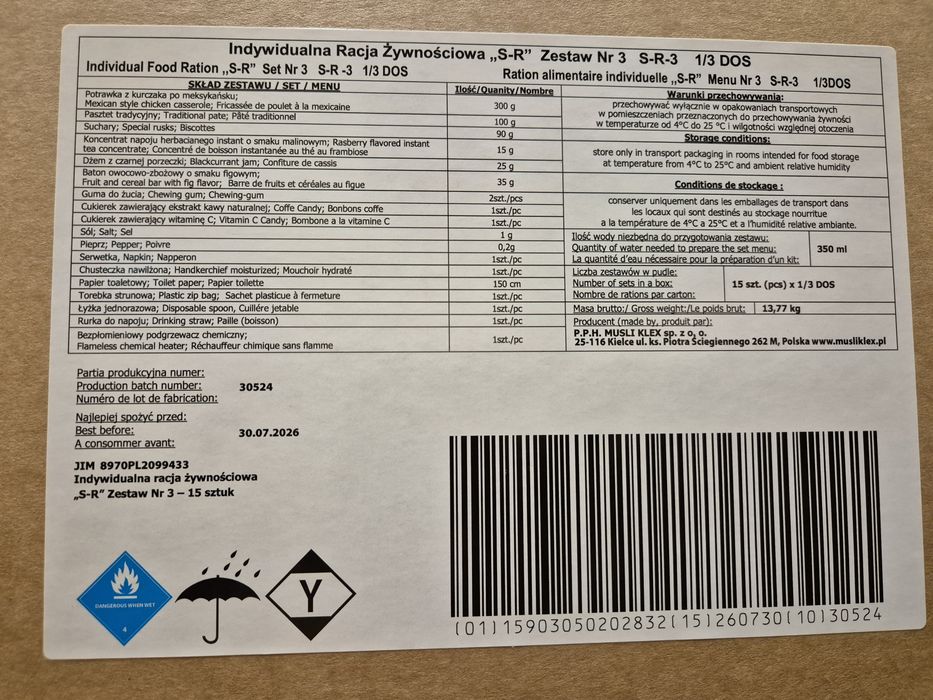 Indywidualna Racja Żywnościowa „S-R” Zestaw Nr 3 S-R-3 1/3 DOS
Individual Food Ration „S-R” Set Nr 3 S-R -3 1/3 DOS
Ration alimentaire individuelle „S-R” Menu Nr 3 S-R-3 1/3DOS
SKŁAD ZESTAWU / SET / MENU
Ilość/Quanity/Nombre
Potrawka z kurczaka po meksykańsku;
Mexican style chicken casserole; Fricassée de poulet à la mexicaine
300 g
Pasztet tradycyjny; Traditional pate; Pâté traditionnel
100 g
Suchary; Special rusks; Biscottes
90 g
Koncentrat napoju herbacianego instant o smaku malinowym; Rasberry flavored instant
tea concentrate; Concentré de boisson instantanée au thé au framboise
15 g
Dżem z czarnej porzeczki; Blackcurrant jam; Confiture de cassis
25 g
Baton owocowo-zbożowy o smaku figowym;
Fruit and cereal bar with fig flavor; Barre de fruits et céréales au figue
35 g
Guma do żucia; Chewing gum; Chewing-gum
2szt./pcs
Cukierek zawierający ekstrakt kawy naturalnej; Coffe Candy; Bonbons coffe
1szt./pc
Cukierek zawierający witaminę C; Vitamin C Candy; Bombone a la vitamine C
1szt./pc
Sól; Salt; Sel
1 g
Pieprz; Pepper; Poivre
0,2g
Serwetka, Napkin; Napperon
1szt./pc
Chusteczka nawilżona; Handkerchief moisturized; Mouchoir hydraté
1szt./pc
Papier toaletowy; Toilet paper; Papier toilette
150 cm
Torebka strunowa; Plastic zip bag; Sachet plasticue à fermeture
1szt./pc
Łyżka jednorazowa; Disposable spoon, Cuillére jetable
1szt./pc
Rurka do napoju; Drinking straw; Paille (boisson)
1szt./pc
Bezpłomieniowy podgrzewacz chemiczny;
Flameless chemical heater; Réchauffeur chimique sans flamme
1szt./pc
Warunki przechowywania:
przechowywać wyłącznie w opakowaniach transportowych
w pomieszczeniach przeznaczonych do przechowywania żywności
w temperaturze od 4°C do 25 °C i wilgotności względnej otoczenia
Storage conditions:
store only in transport packaging in rooms intended for food storage
at temperature from 4°C to 25°C and ambient relative humidity
Conditions de stockage :
conserver uniquement dans les emballages de transport dans
les locaux qui sont destinés au stockage nourritue
a la température de 4°C a 25°C et a l'humidité relative ambiante.
Ilość wody niezbędna do przygotowania zestawu:
Quantity of water needed to prepare the set menu:
La quantité d'eau nécessaire pour la préparation d'un kit:
350 ml
Liczba zestawów w pudle:
Number of sets in a box:
Nombre de rations par carton:
15 szt. (pcs) x 1/3 DOS
Masa brutto:/ Gross weight:/Le poids brut:
13,77 kg
Producent (made by, produit par):
P.P.H. MUSLI KLEX sp. z o. o.
25-116 Kielce ul. ks. Piotra Ściegiennego 262 M, Polska www.musliklex.pl
Partia produkcyjna numer:
Production batch number:
Numéro de lot de fabrication:
30524
Najlepiej spożyć przed:
Best before:
A consommer avant:
30.07.2026
JIM 8970PL2099433
Indywidualna racja żywnościowa
„S-R” Zestaw Nr 3 – 15 sztuk
DANGEROUS WHEN WET
4
Y
(01)15903050202832(15)260730(10)30524